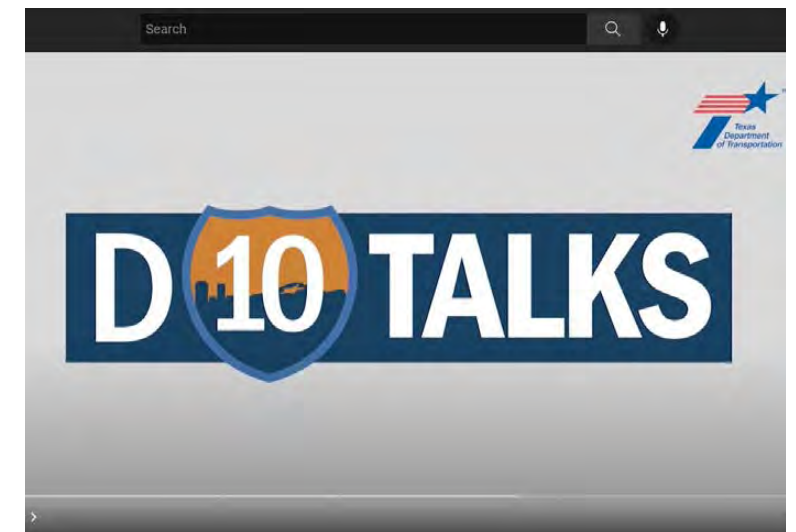 Search
Texas
Department
of Transportation
D 10 TALKS